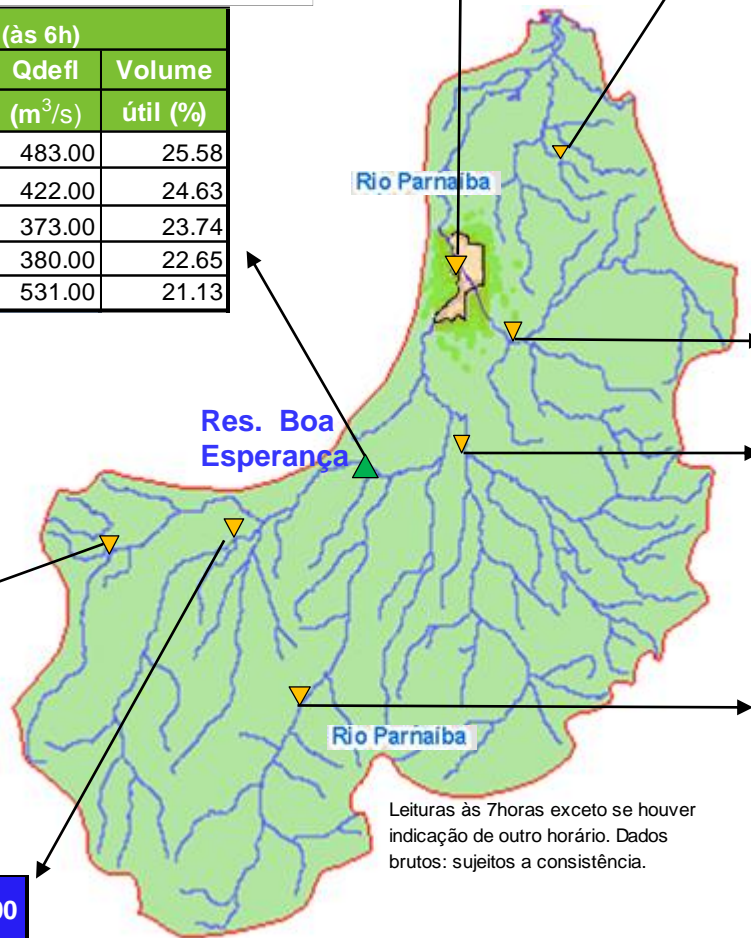 (às 6h)
Qdefl Volume
(m³/s) útil (%)
483.00 25.58
422.00 24.63
373.00 23.74
380.00 22.65
531.00 21.13
Rio Parnaiba
Res. Boa
Esperança
Rio Parnaiba
Leituras às 7horas exceto se houver
indicação de outro horário. Dados
brutos: sujeitos a consistência.